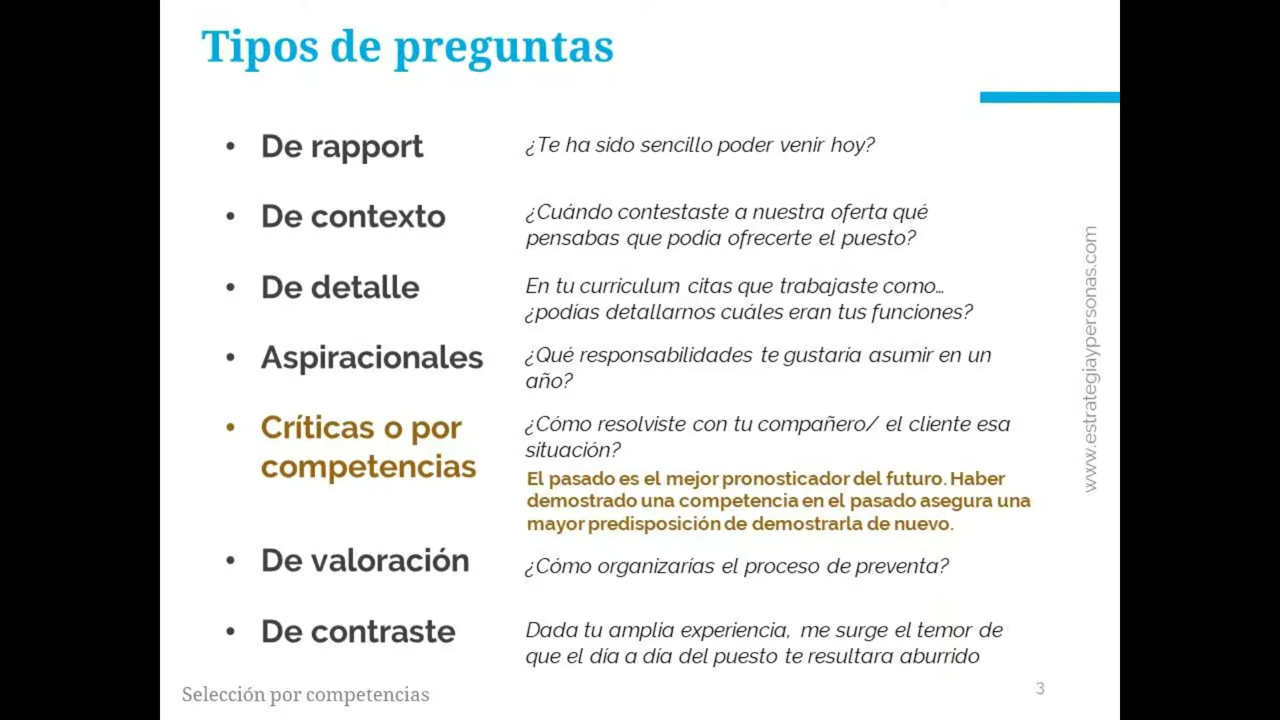 Tipos de preguntas
• De rapport
¿Te ha sido sencillo poder venir hoy?
• De contexto
¿Cuándo contestaste a nuestra oferta qué
pensabas que podía ofrecerte el puesto?
• De detalle
En tu curriculum citas que trabajaste como…
¿podías detallarnos cuáles eran tus funciones?
• Aspiracionales
¿Qué responsabilidades te gustaría asumir en un
año?
• Críticas o por
competencias
¿Cómo resolviste con tu compañero/ el cliente esa
situación?
El pasado es el mejor pronosticador del futuro. Haber
demostrado una competencia en el pasado asegura una
mayor predisposición de demostrarla de nuevo.
• De valoración
¿Cómo organizarías el proceso de preventa?
• De contraste
Dada tu amplia experiencia, me surge el temor de
que el día a día del puesto te resultara aburrido
www.estrategiaypersonas.com
Selección por competencias
3